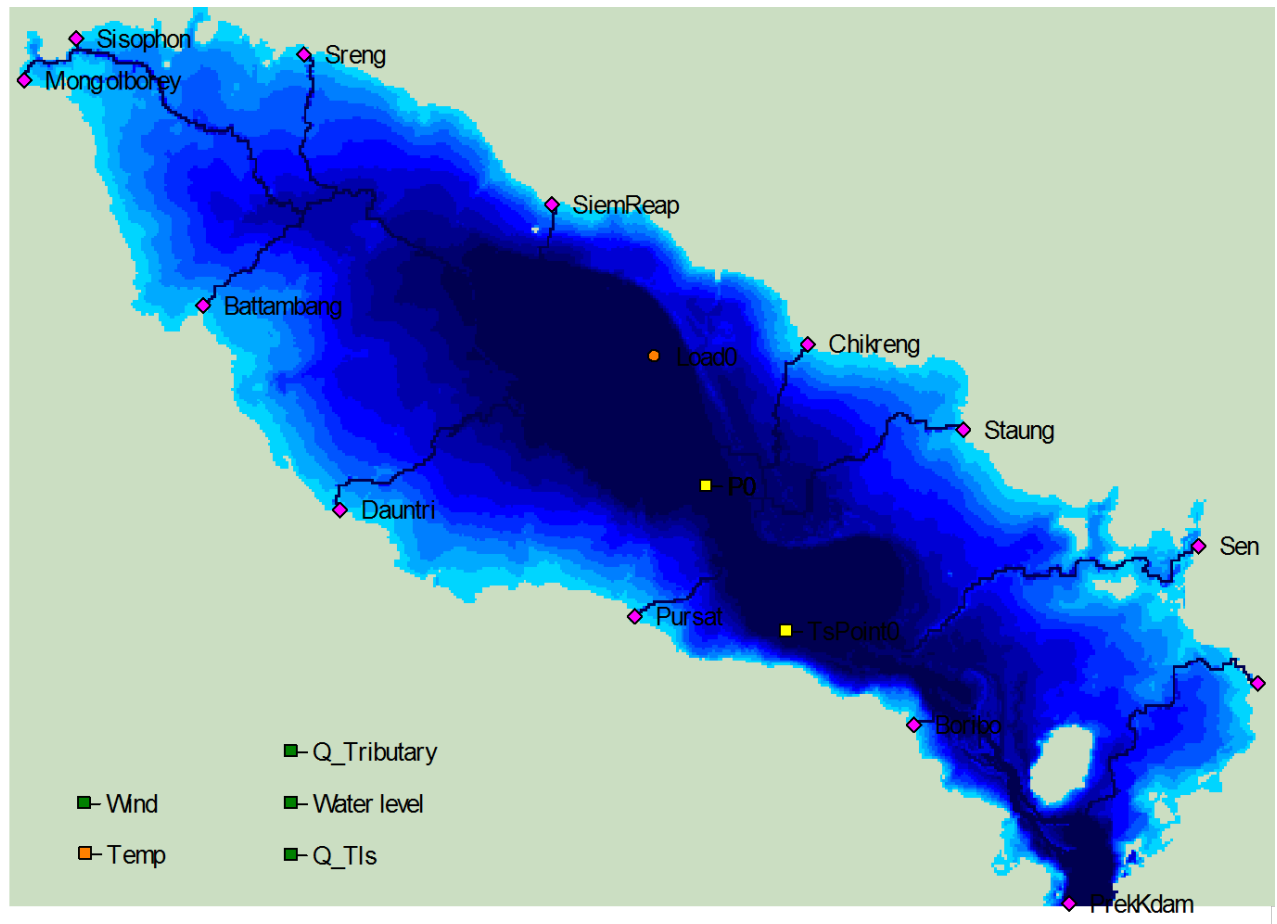 Sisophon
Sreng
Mongolborey
SiemReap
Battambang
Chikreng
Load0
Staung
P0
Dauntri
Sen
Pursat
TsPoint0
Boribo
Q_Tributary
Wind
Water level
Temp
Q_Tls
PrekKdam